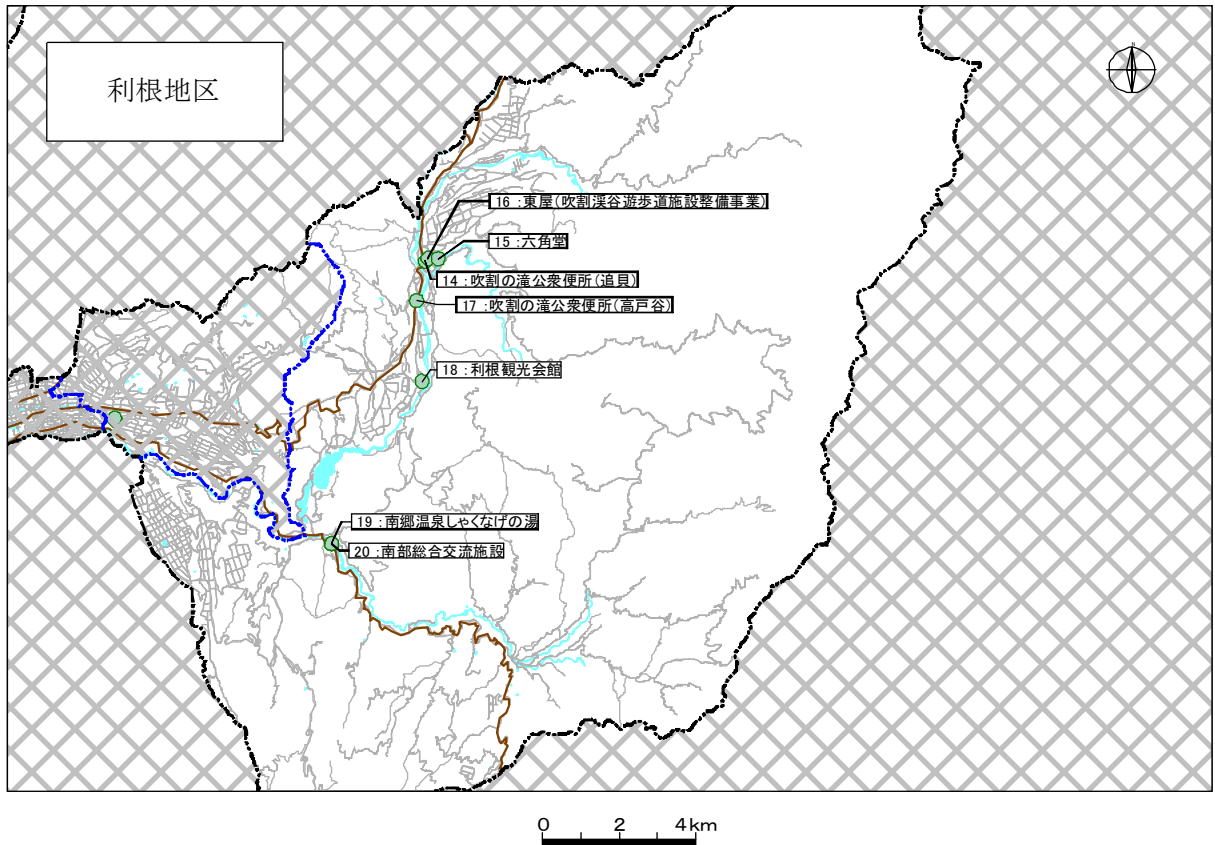 利根地区
16：東屋(吹割渓谷遊歩道施設整備事業)
15：六角堂
14：吹割の滝公衆便所(追貝)
17：吹割の滝公衆便所(高戸谷)
18：利根観光会館
19：南郷温泉しゃくなげの湯
20：南部総合交流施設
0 2 4km